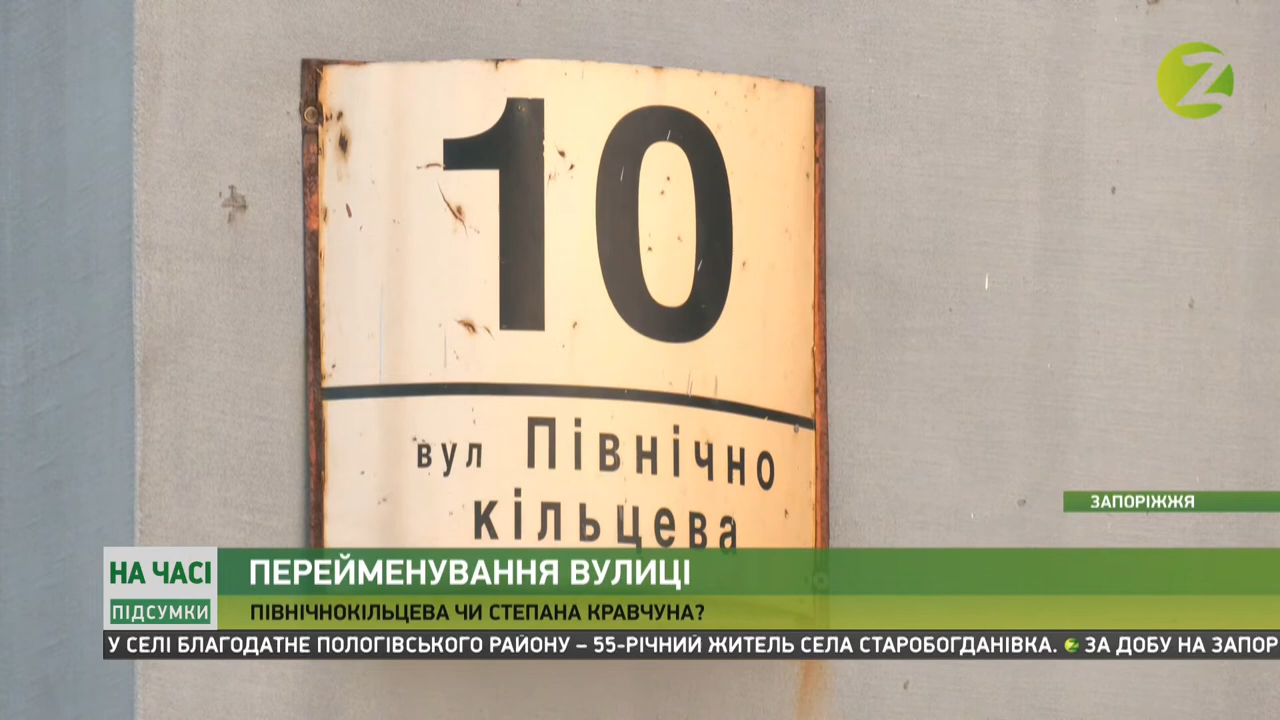 Z
10
вул Північно
кільцева
ЗАПОРІЖЖЯ
НА ЧАСІ
ПІДСУМКИ
ПЕРЕЙМЕНУВАННЯ ВУЛИЦІ
ПІВНІЧНОКІЛЬЦЕВА ЧИ СТЕПАНА КРАВЧУНА?
У СЕЛІ БЛАГОДАТНЕ ПОЛОГІВСЬКОГО РАЙОНУ – 55-РІЧНИЙ ЖИТЕЛЬ СЕЛА СТАРОБОГДАНІВКА. ЗА ДОБУ НА ЗАПОР